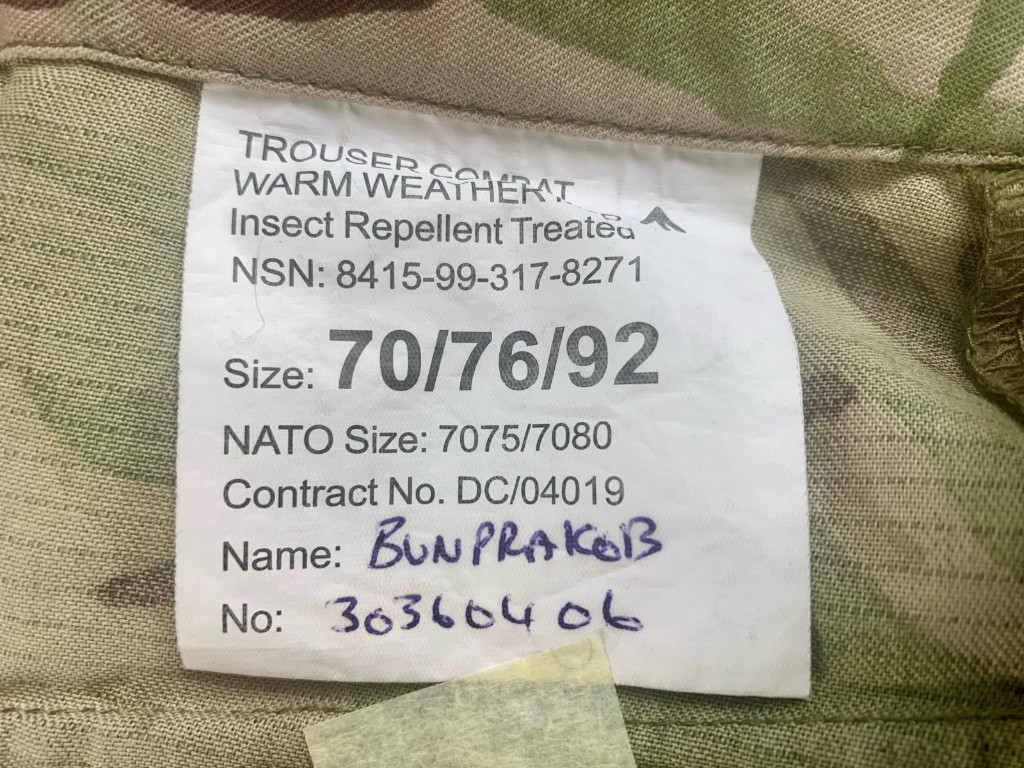 TROUSER COMBAT
WARM WEATHER.
Insect Repellent Treated
NSN: 8415-99-317-8271
Size: 70/76/92
NATO Size: 7075/7080
Contract No. DC/04019
Name: BUNPRAKOB
No: 30360406